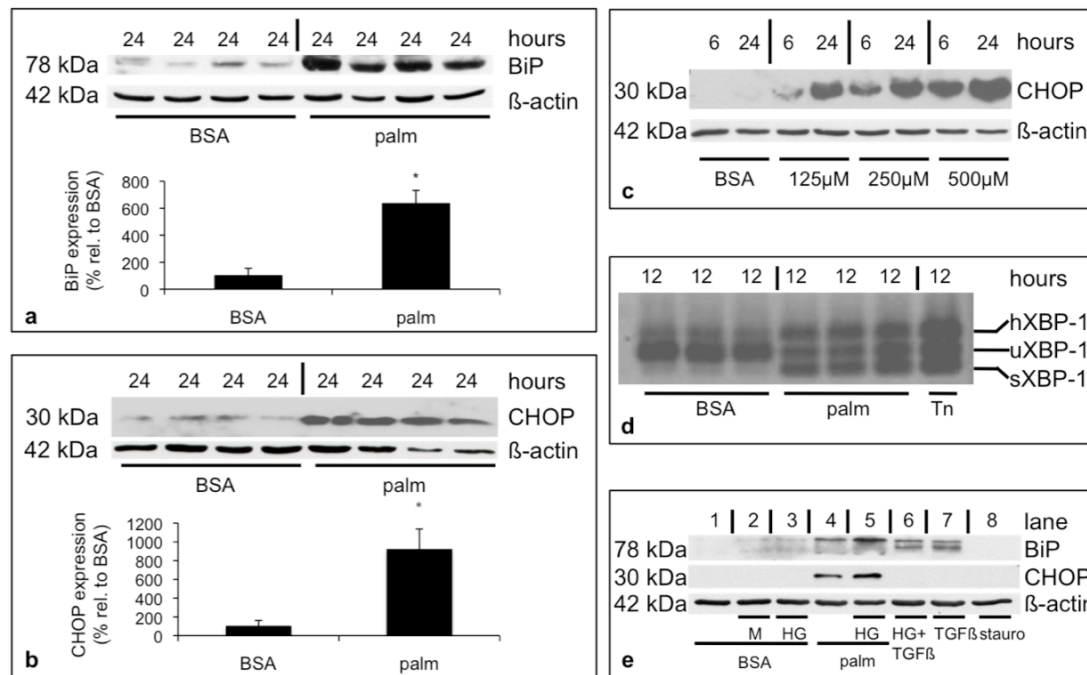 24 24 24 24 24 24 24 24 hours
78 kDa BiP
42 kDa ß-actin
BSA palm
BiP expression
(% rel. to BSA)
800
600
400
200
0
*
BSA palm
a
24 24 24 24 24 24 24 24 hours
30 kDa CHOP
42 kDa ß-actin
BSA palm
CHOP expression
(% rel. to BSA)
1200
1000
800
600
400
200
0
*
BSA palm
b
6 24 6 24 6 24 6 24 hours
30 kDa CHOP
42 kDa ß-actin
BSA 125µM 250µM 500µM
c
12 12 12 12 12 12 12 hours
hXBP-1
uXBP-1
sXBP-1
BSA palm Tn
d
1 2 3 4 5 6 7 8 lane
78 kDa BiP
30 kDa CHOP
42 kDa ß-actin
M HG HG HG+ TGFß stauro
TGFß
BSA palm
e